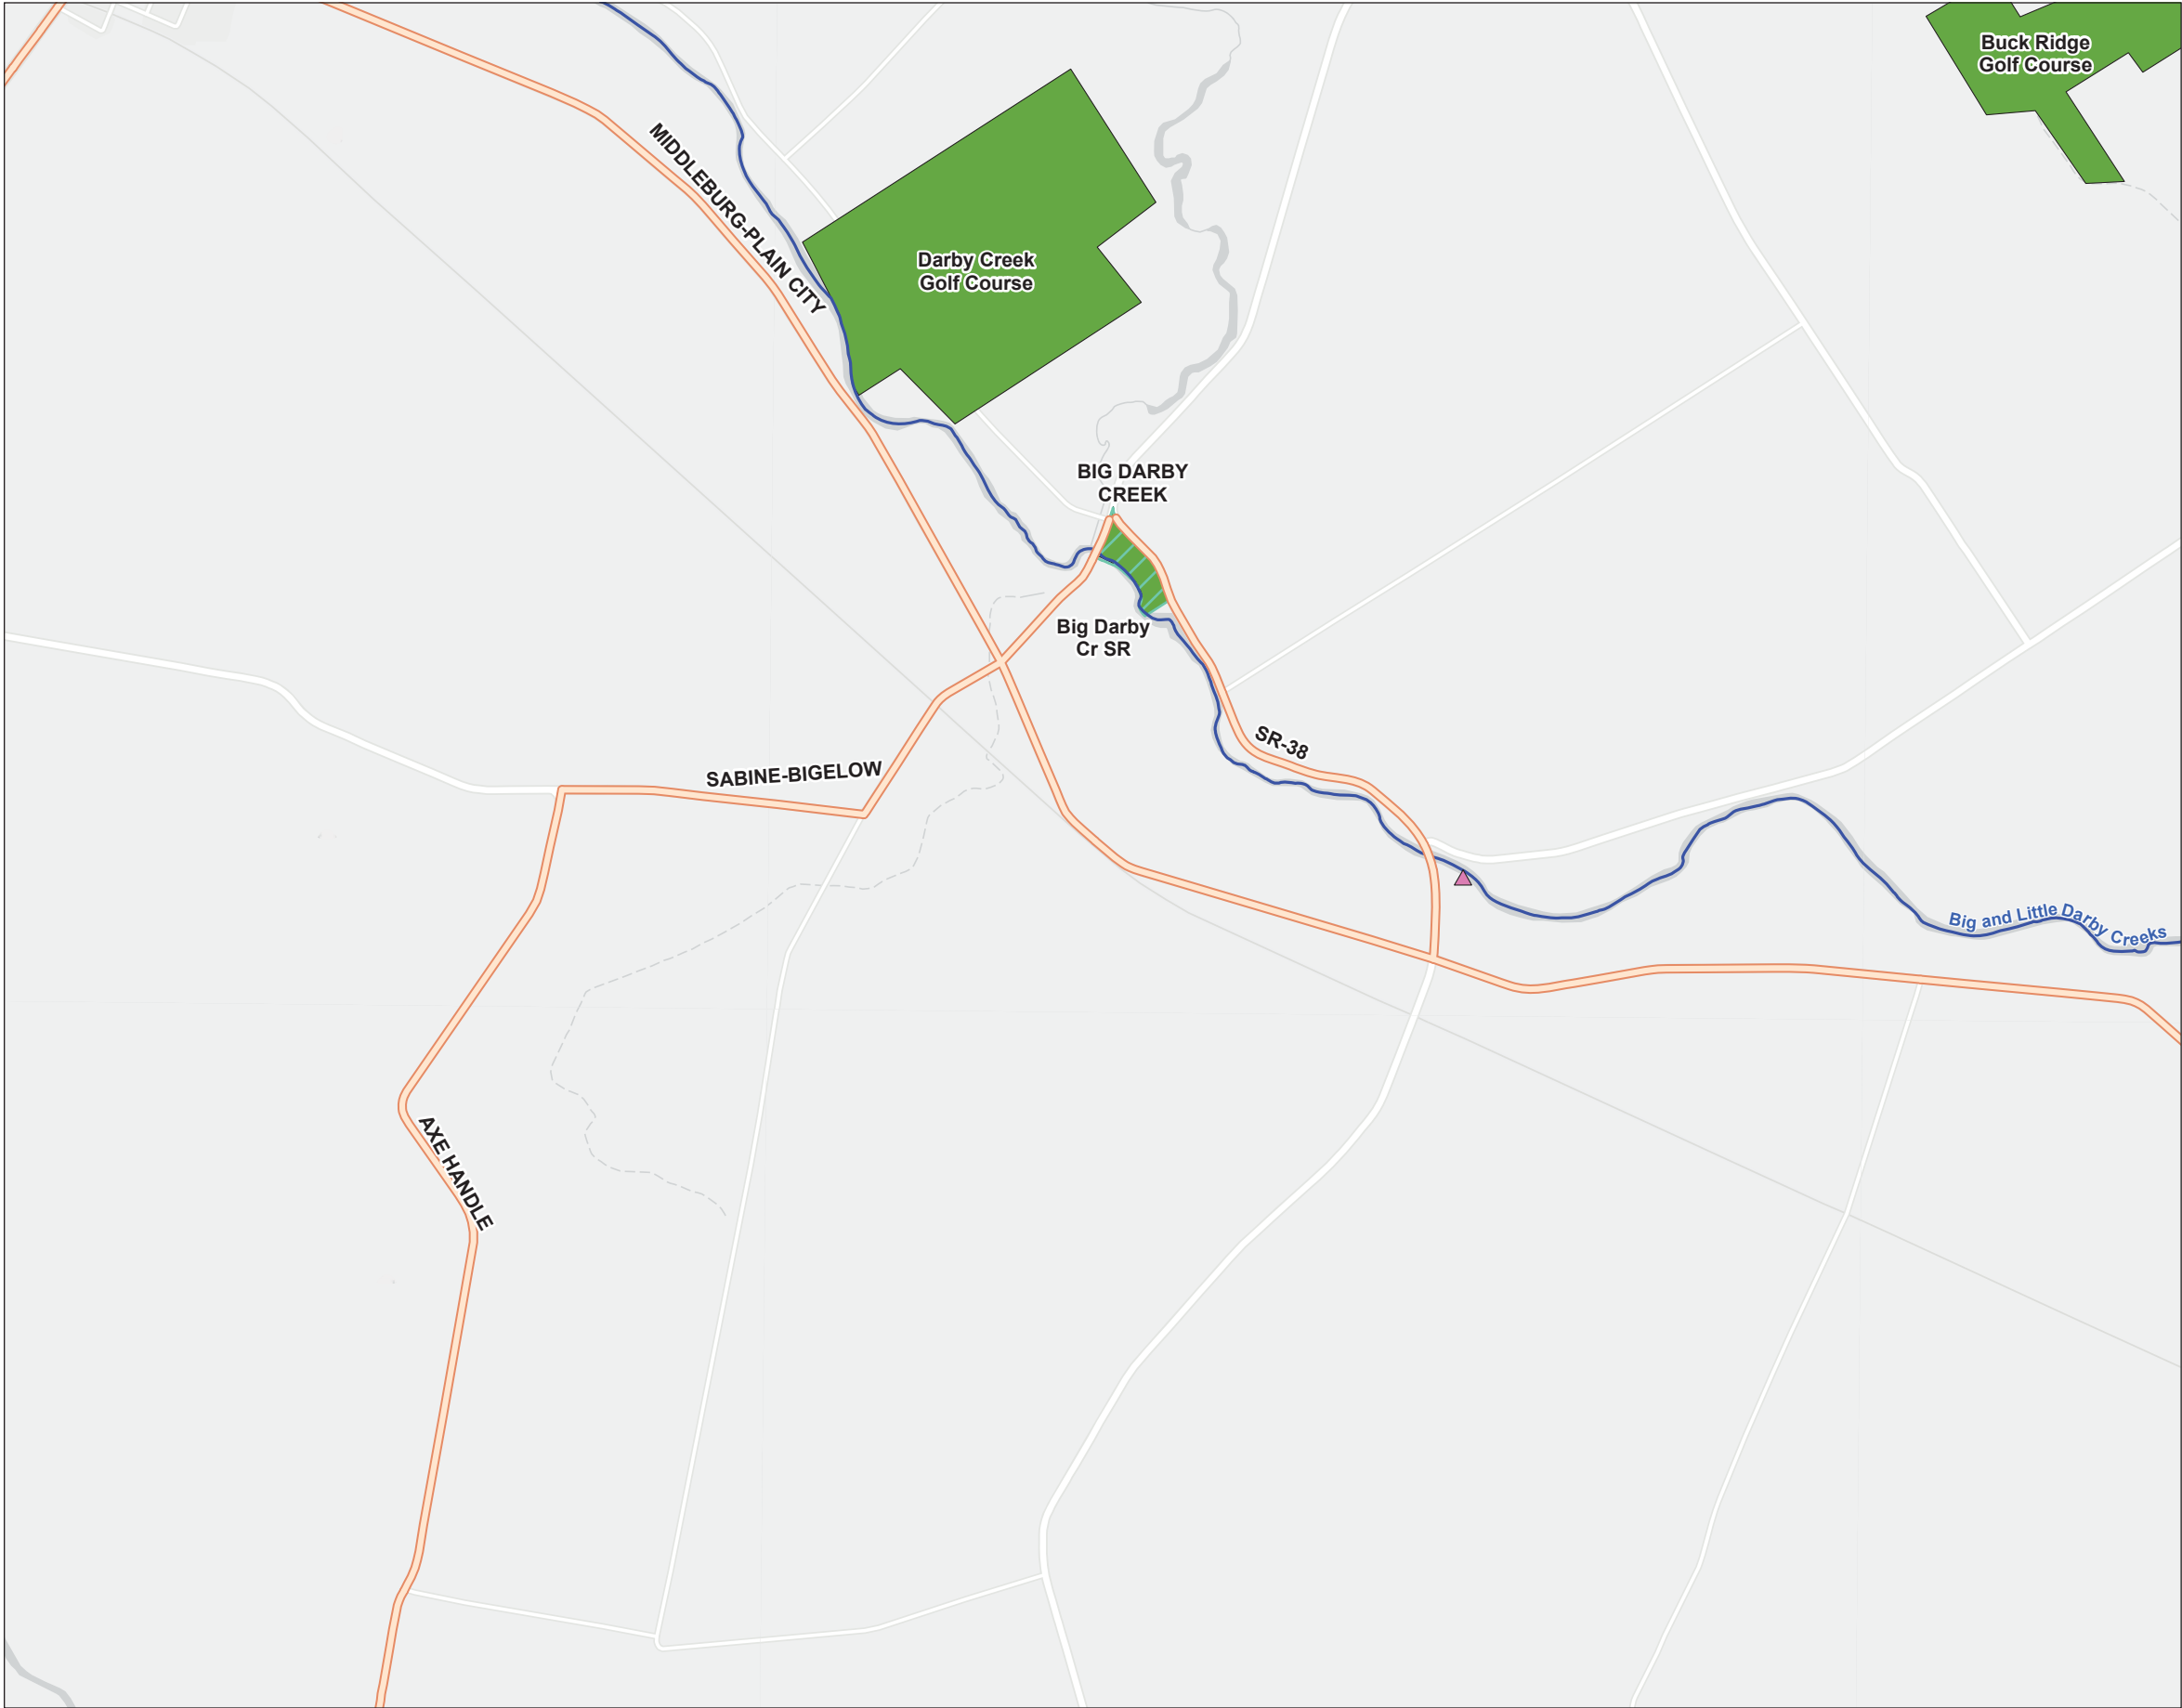 Buck Ridge
Golf Course
MIDDLEBURG-PLAIN CITY
Darby Creek
Golf Course
BIG DARBY
CREEK
Big Darby
Cr SR
SR-38
SABINE-BIGELOW
Big and Little Darby Creeks
AXE HANDLE